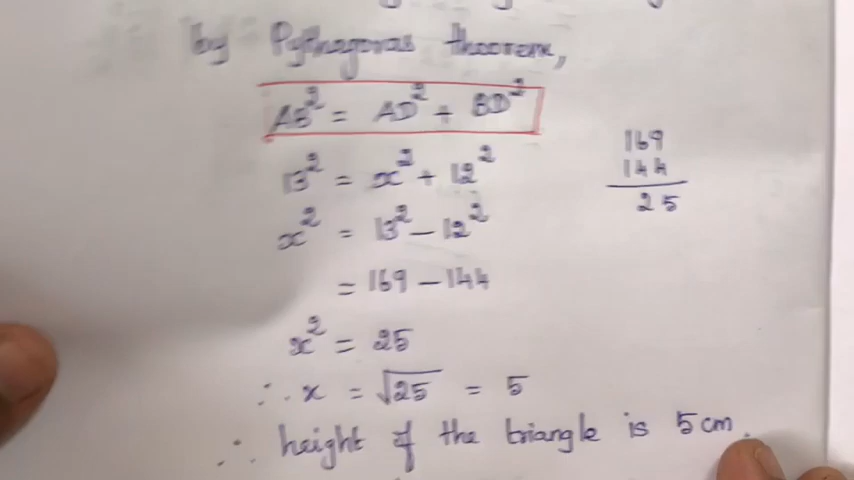 by Pythagoras theorem,
AB² = AD² + BD²
13² = x² + 12²
x² = 13² - 12²
= 169 - 144
x² = 25
∴ x = √25 = 5
∴ height of the triangle is 5 cm.
169
144
25